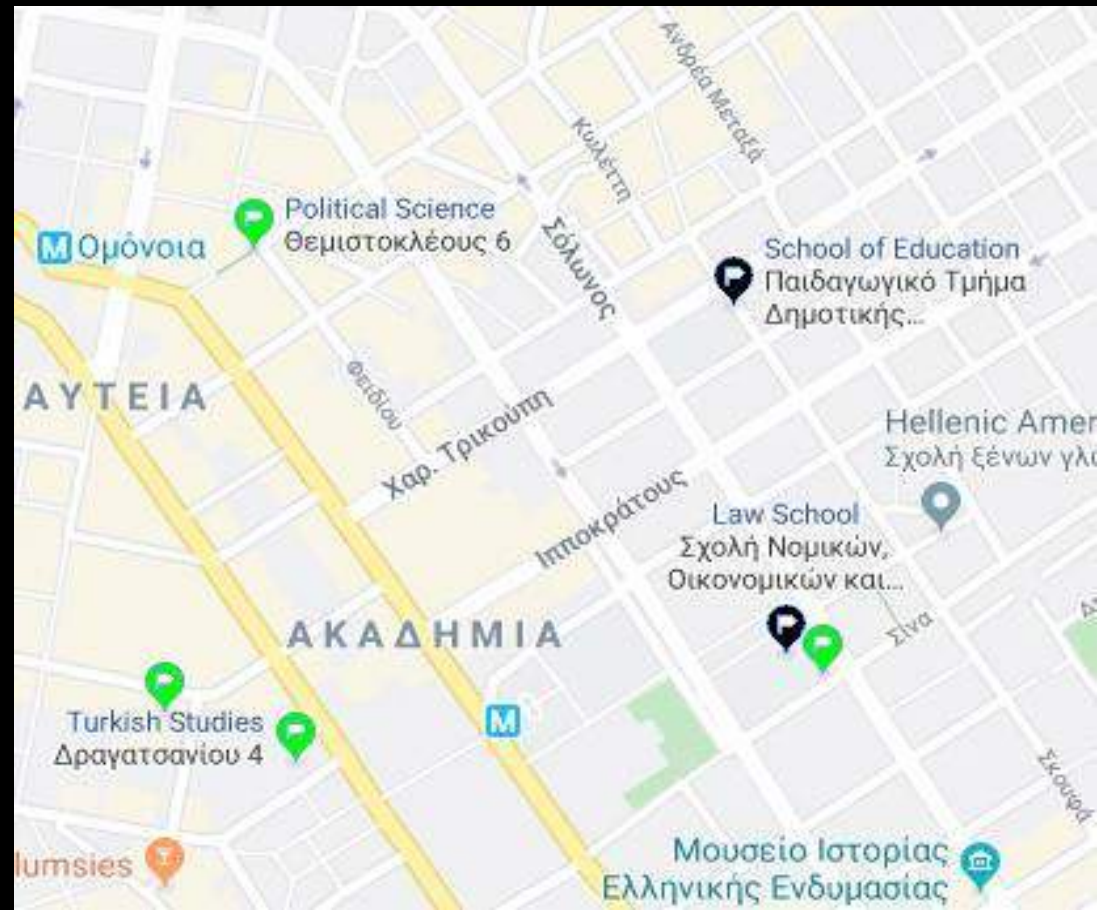 Ανδρέα Μεταξά
Κωλέττη
Political Science
Θεμιστοκλέους 6
M Ομόνοια
Σόλωνος
School of Education
Παιδαγωγικό Τμήμα
Δημοτικής...
Φειδίου
ΑΥΤΕΙΑ
Χαρ. Τρικούπη
Hellenic Amer
Σχολή ξένων γλω
Ιπποκράτους
Law School
Σχολή Νομικών,
Οικονομικών και...
Σίνα
ΑΚΑΔΗΜΙΑ
M
Turkish Studies
Δραγατσανίου 4
Σκουφά
lumsies
Μουσείο Ιστορίας
Ελληνικής Ενδυμασίας